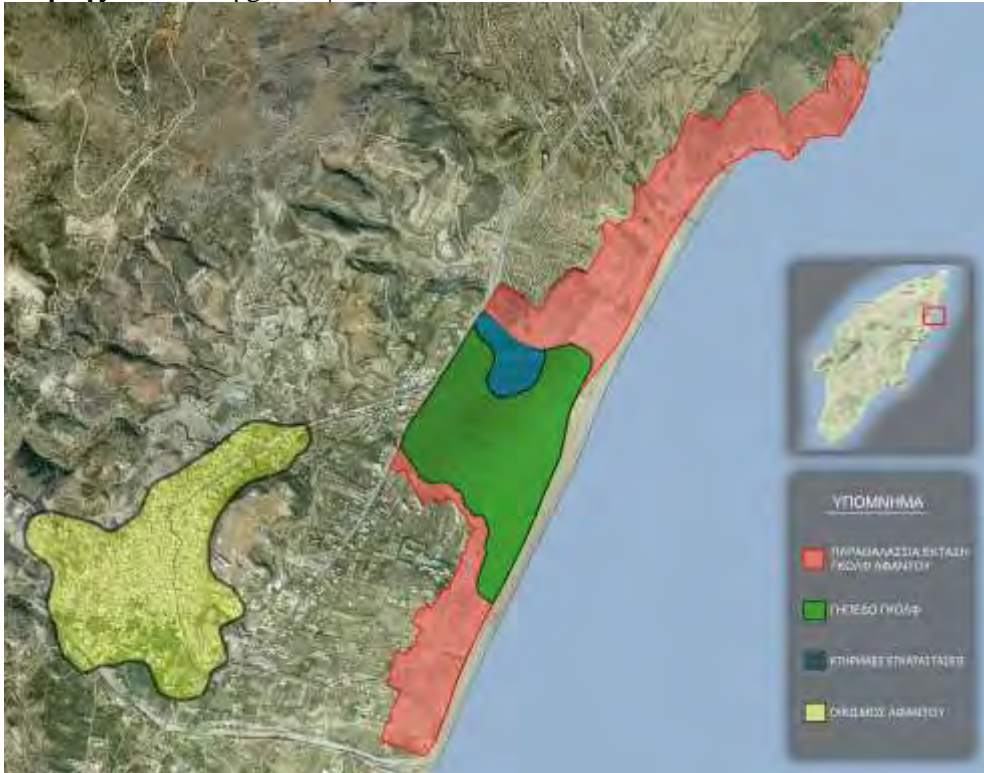 ΥΠΟΜΝΗΜΑ
ΠΑΡΑΘΑΛΑΣΣΙΑ ΕΚΤΑΣΗ
ΓΚΟΛΦ ΑΦΑΝΤΟΥ
ΓΗΠΕΔΟ ΓΚΟΛΦ
ΚΤΙΡΙΑΚΕΣ ΕΓΚΑΤΑΣΤΑΣΕΙΣ
ΟΙΚΙΣΜΟΣ ΑΦΑΝΤΟΥ